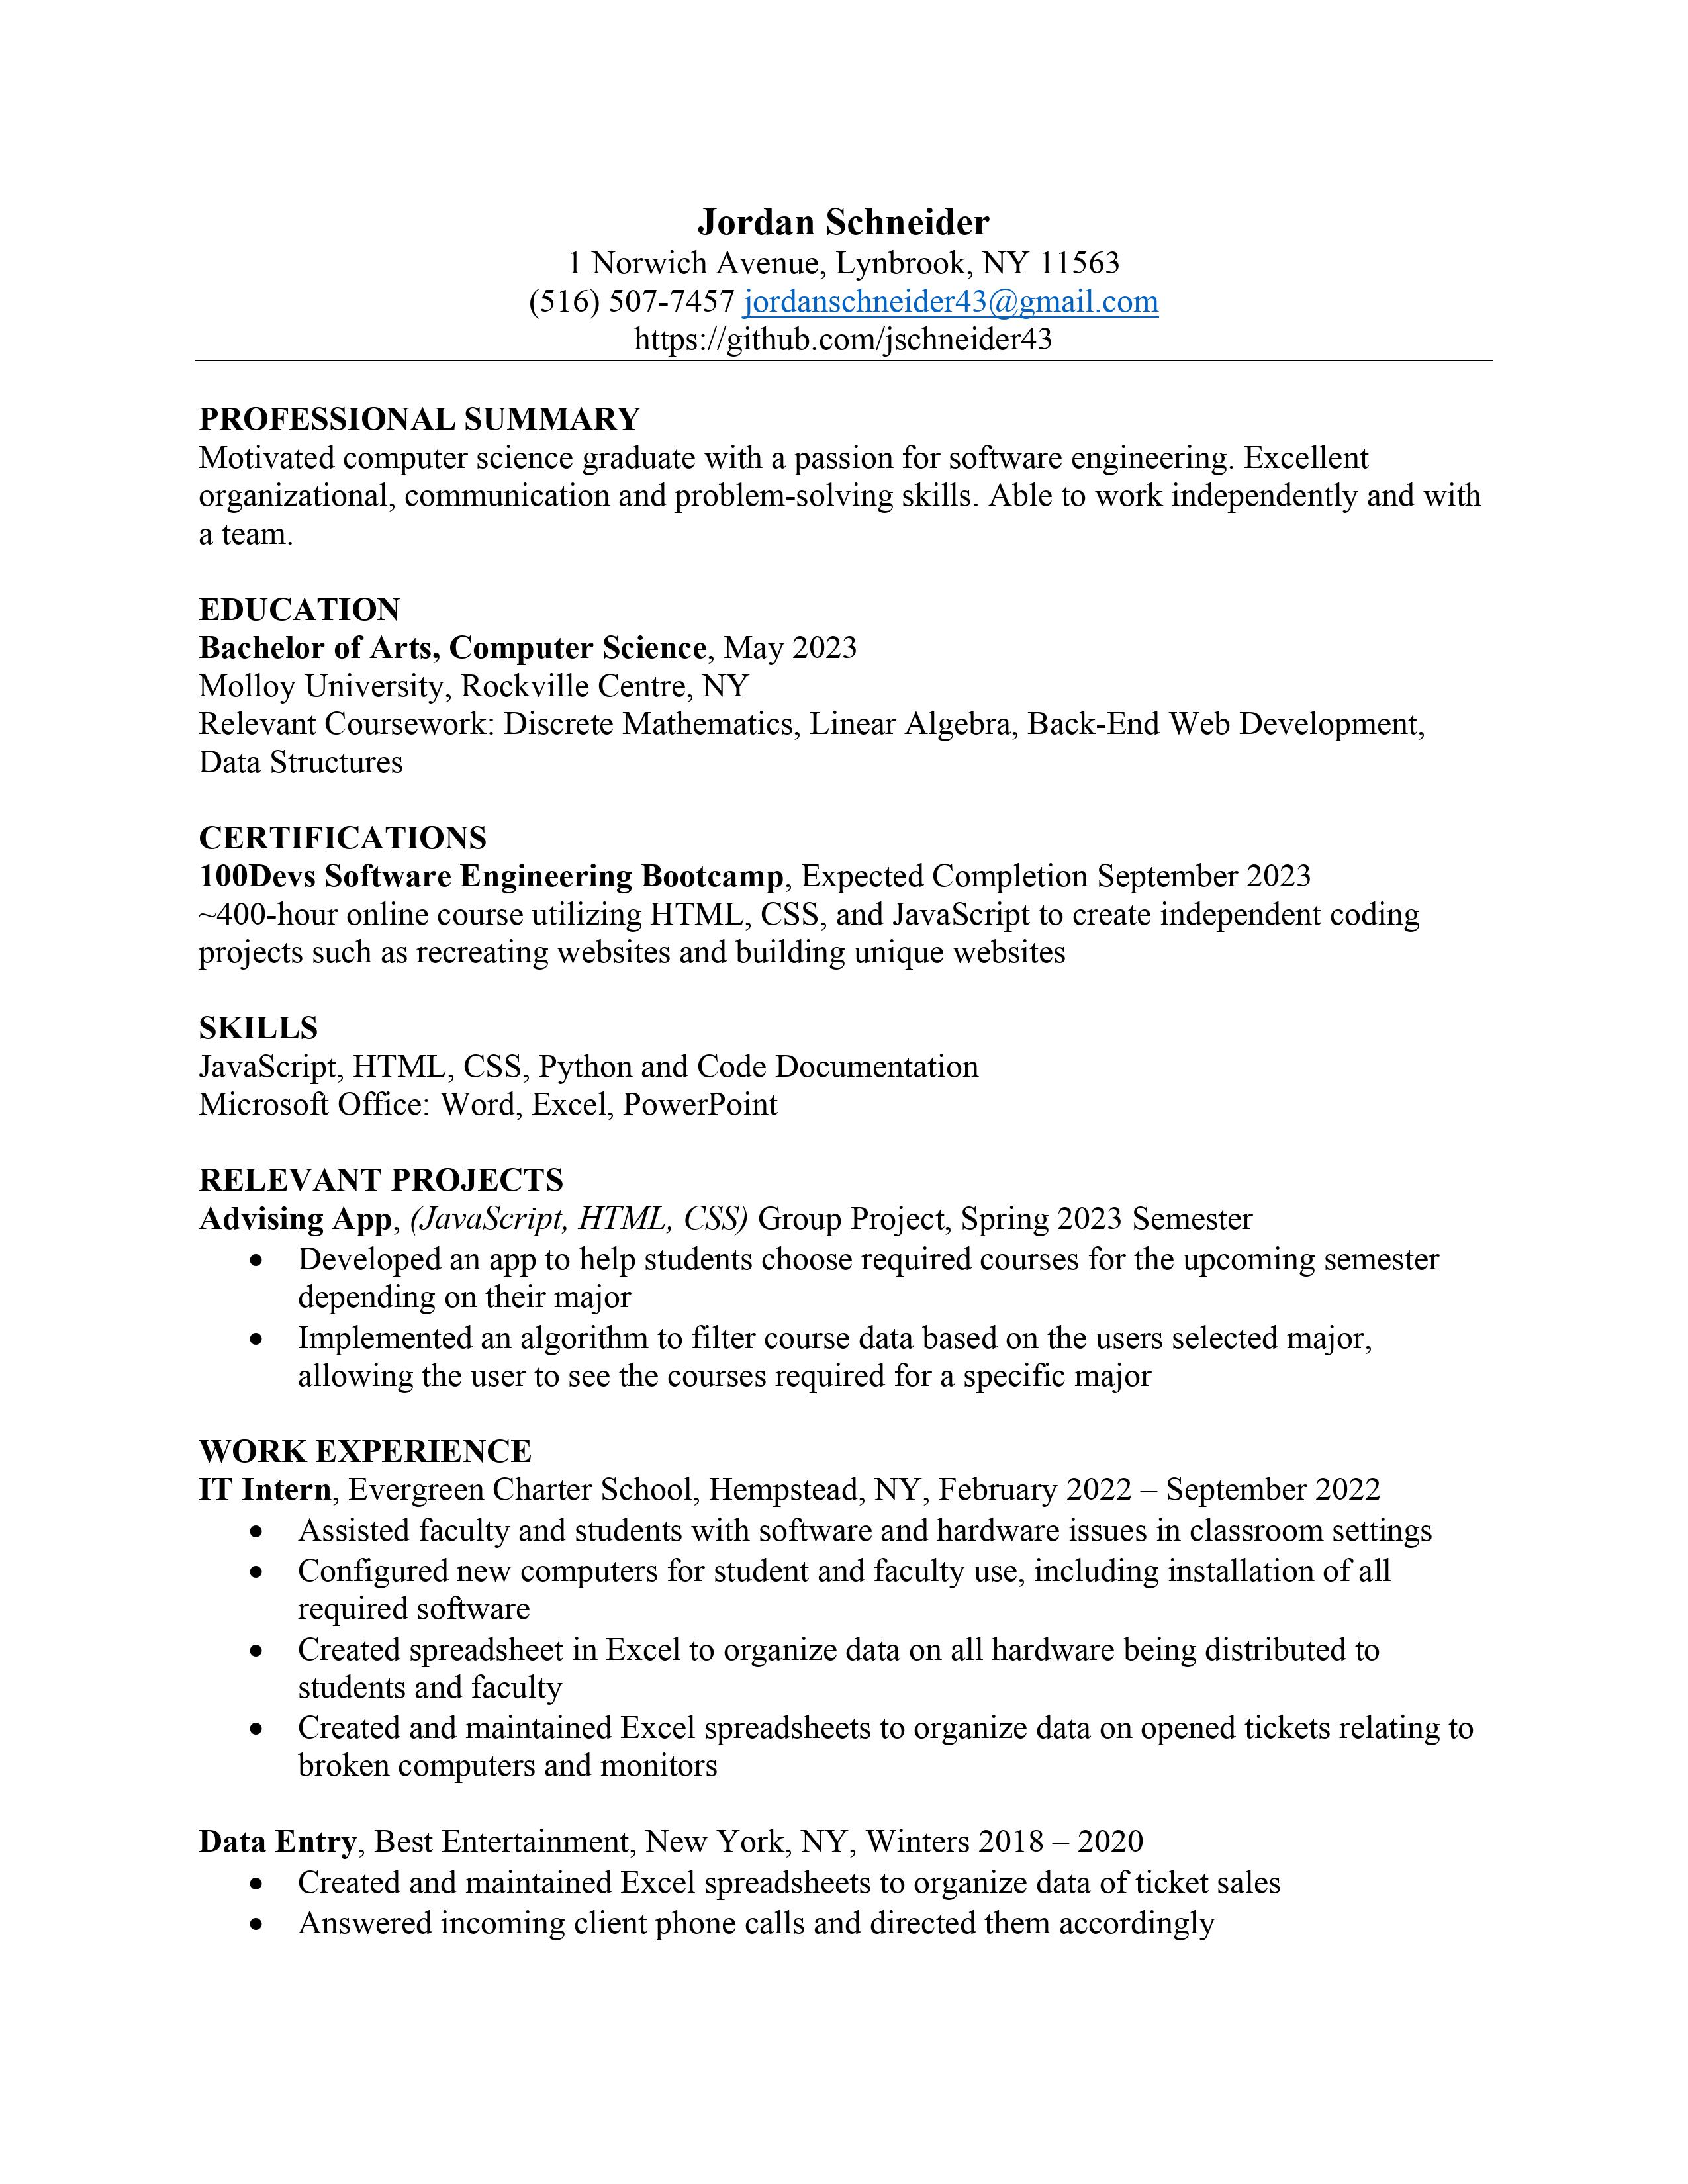 Jordan Schneider
1 Norwich Avenue, Lynbrook, NY 11563
(516) 507-7457 jordanschneider43@gmail.com
https://github.com/jschneider43
PROFESSIONAL SUMMARY
Motivated computer science graduate with a passion for software engineering. Excellent
organizational, communication and problem-solving skills. Able to work independently and with
a team.
EDUCATION
Bachelor of Arts, Computer Science, May 2023
Molloy University, Rockville Centre, NY
Relevant Coursework: Discrete Mathematics, Linear Algebra, Back-End Web Development,
Data Structures
CERTIFICATIONS
100Devs Software Engineering Bootcamp, Expected Completion September 2023
~400-hour online course utilizing HTML, CSS, and JavaScript to create independent coding
projects such as recreating websites and building unique websites
SKILLS
JavaScript, HTML, CSS, Python and Code Documentation
Microsoft Office: Word, Excel, PowerPoint
RELEVANT PROJECTS
Advising App, (JavaScript, HTML, CSS) Group Project, Spring 2023 Semester
• Developed an app to help students choose required courses for the upcoming semester
depending on their major
• Implemented an algorithm to filter course data based on the users selected major,
allowing the user to see the courses required for a specific major
WORK EXPERIENCE
IT Intern, Evergreen Charter School, Hempstead, NY, February 2022 – September 2022
• Assisted faculty and students with software and hardware issues in classroom settings
• Configured new computers for student and faculty use, including installation of all
required software
• Created spreadsheet in Excel to organize data on all hardware being distributed to
students and faculty
• Created and maintained Excel spreadsheets to organize data on opened tickets relating to
broken computers and monitors
Data Entry, Best Entertainment, New York, NY, Winters 2018 – 2020
• Created and maintained Excel spreadsheets to organize data of ticket sales
• Answered incoming client phone calls and directed them accordingly